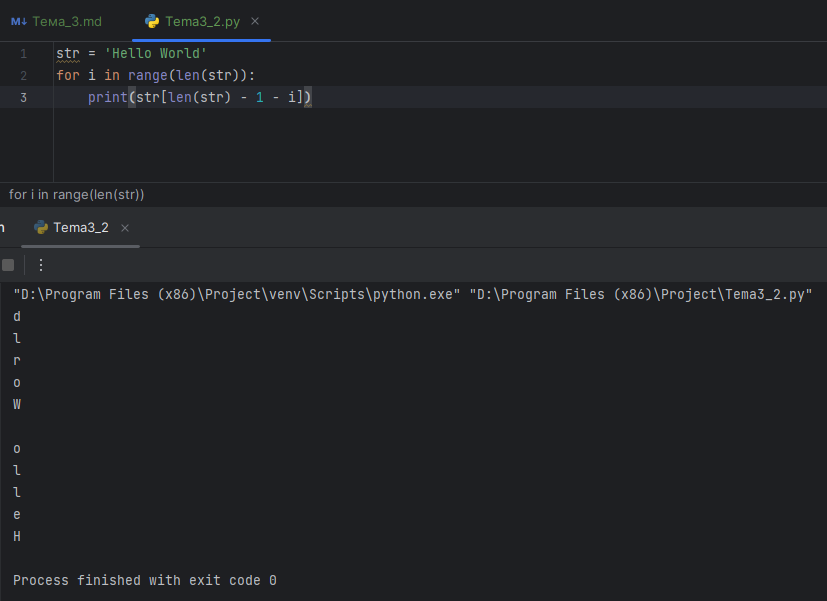 M↓ Тема_3.md Tema3_2.py ×
1 str = 'Hello World'
2 for i in range(len(str)):
3 print(str[len(str) - 1 - i])
for i in range(len(str))
n Tema3_2 ×
"D:\Program Files (x86)\Project\venv\Scripts\python.exe" "D:\Program Files (x86)\Project\Tema3_2.py"
d
l
r
o
W
o
l
l
e
H
Process finished with exit code 0